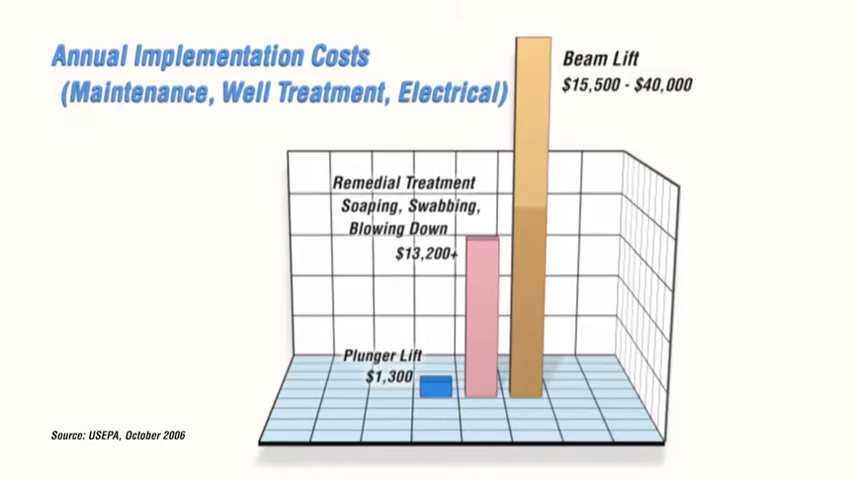 Annual Implementation Costs
(Maintenance, Well Treatment, Electrical)
Beam Lift
$15,500 - $40,000
Remedial Treatment
Soaping, Swabbing,
Blowing Down
$13,200+
Plunger Lift
$1,300
Source: USEPA, October 2006